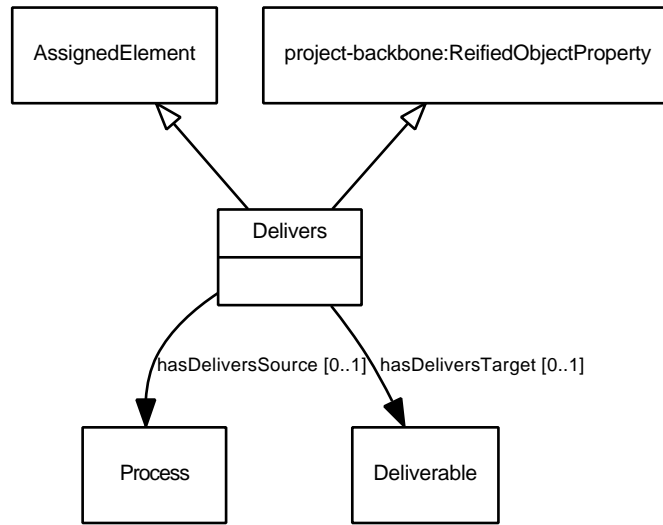 AssignedElement
project-backbone:ReifiedObjectProperty
Delivers
hasDeliversSource [0..1]
hasDeliversTarget [0..1]
Process
Deliverable